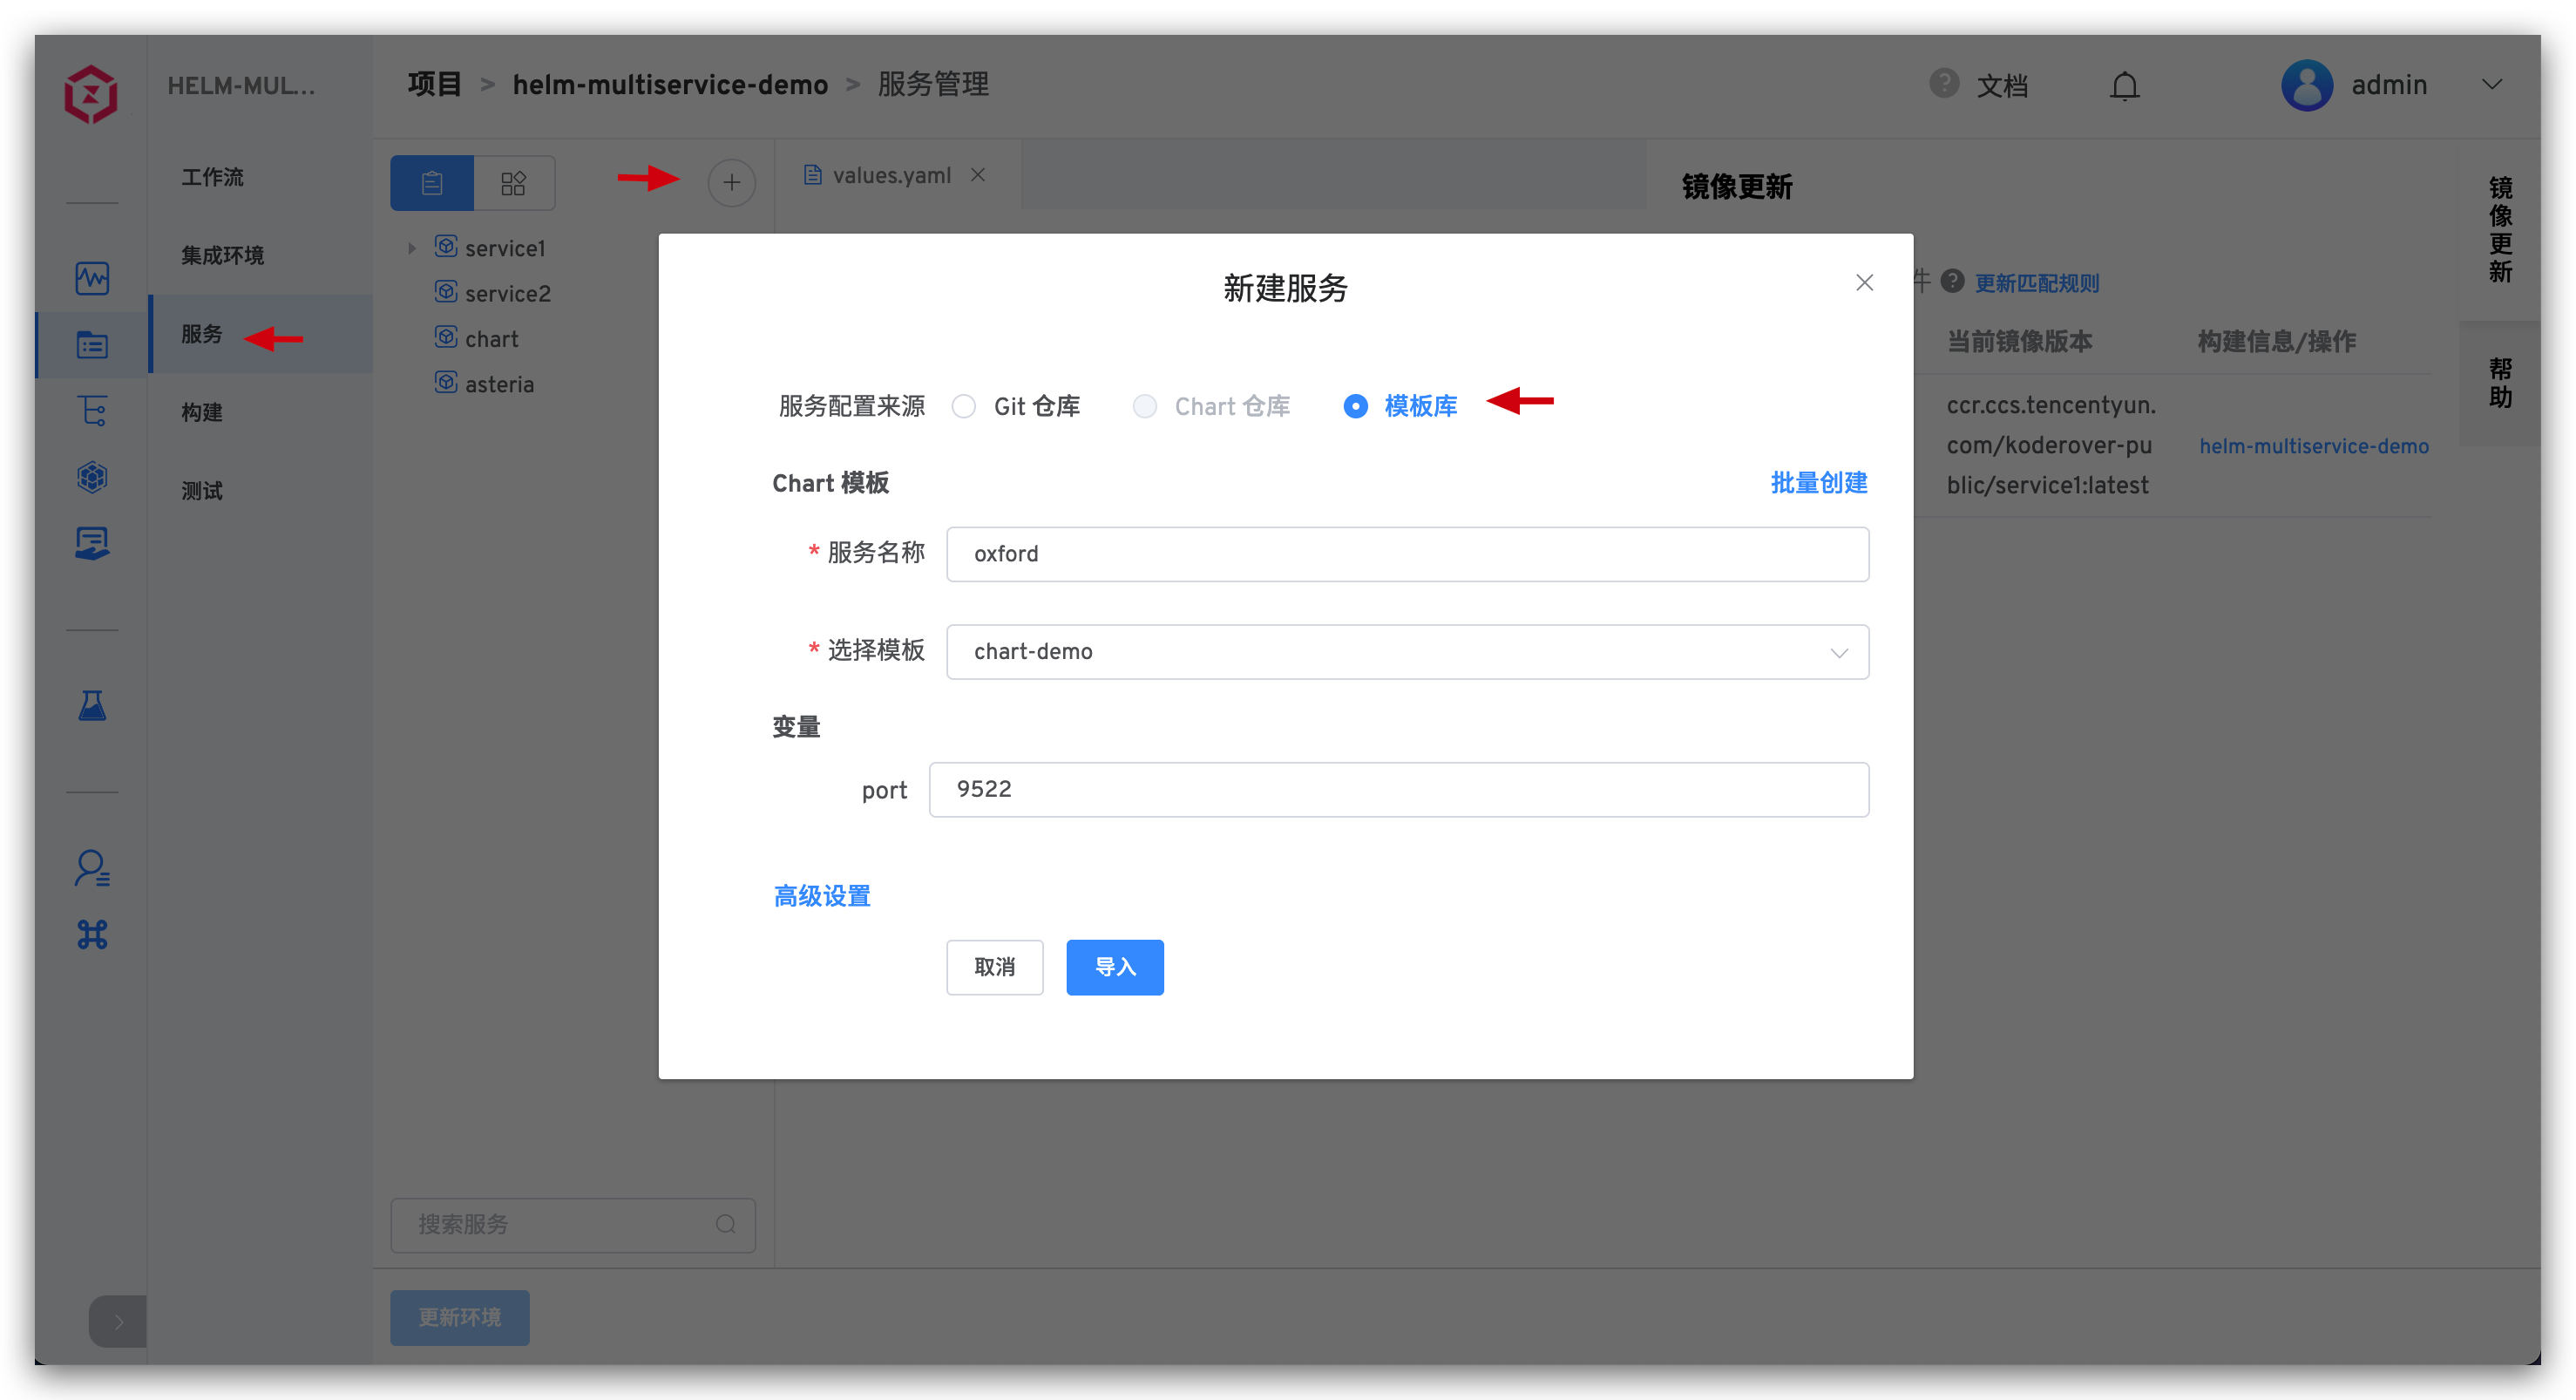 HELM-MUL...
项目 > helm-multiservice-demo > 服务管理
文档
admin
工作流
集成环境
服务
构建
测试
service1
service2
chart
asteria
搜索服务
更新环境
values.yaml
镜像更新
件 更新匹配规则
当前镜像版本 构建信息/操作
ccr.ccs.tencentyun.
com/koderover-pu
blic/service1:latest
helm-multiservice-demo
镜像更新
帮助
新建服务
服务配置来源 Git 仓库 Chart 仓库 模板库
Chart 模板 批量创建
* 服务名称 oxford
* 选择模板 chart-demo
变量
port 9522
高级设置
取消 导入